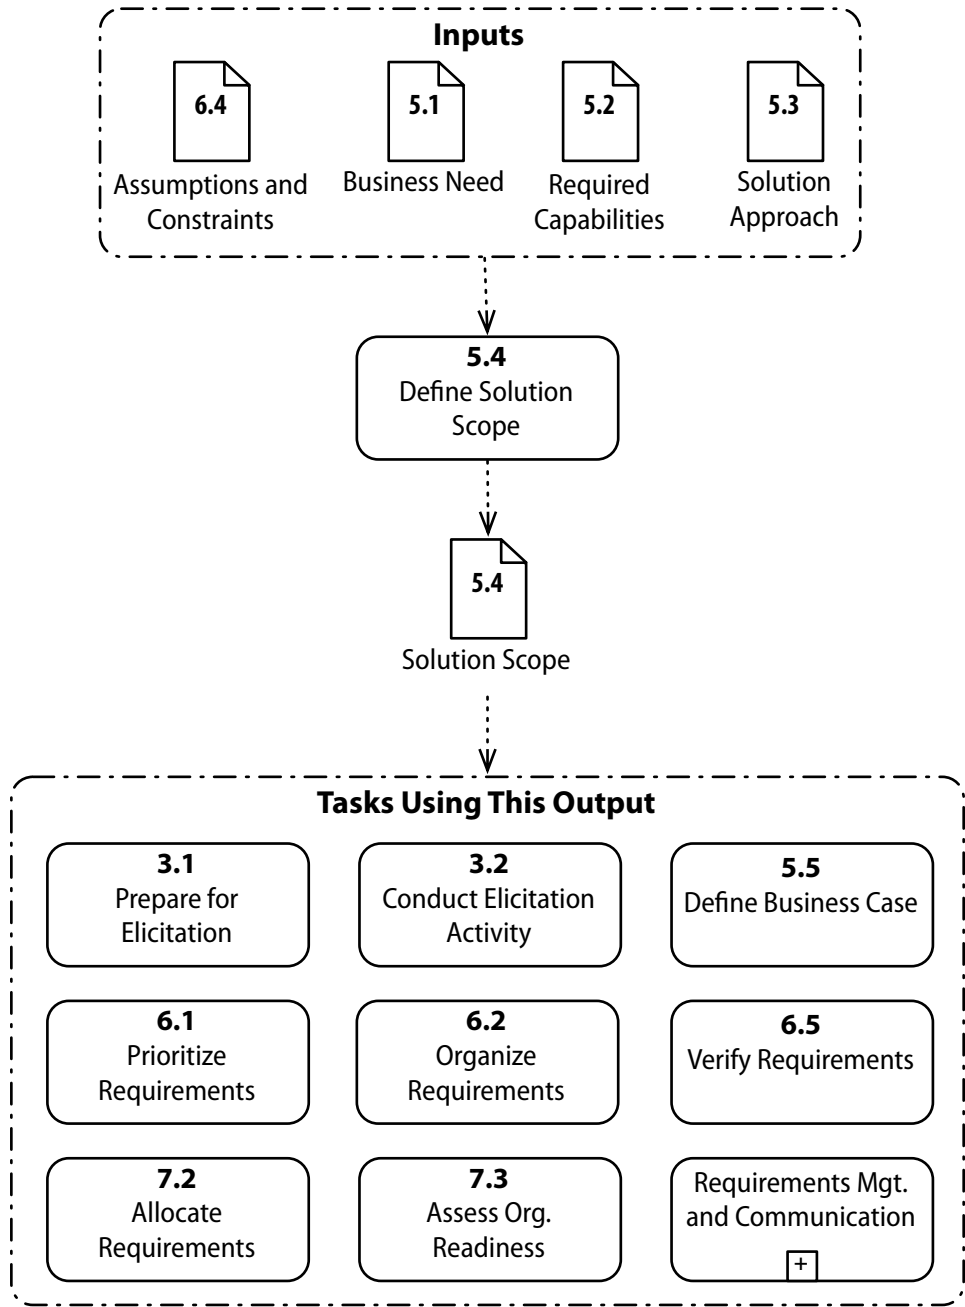 Inputs
6.4
5.1
5.2
5.3
Assumptions and
Constraints
Business Need
Required
Capabilities
Solution
Approach
5.4
Define Solution
Scope
5.4
Solution Scope
Tasks Using This Output
3.1
Prepare for
Elicitation
3.2
Conduct Elicitation
Activity
5.5
Define Business Case
6.1
Prioritize
Requirements
6.2
Organize
Requirements
6.5
Verify Requirements
7.2
Allocate
Requirements
7.3
Assess Org.
Readiness
Requirements Mgt.
and Communication
+